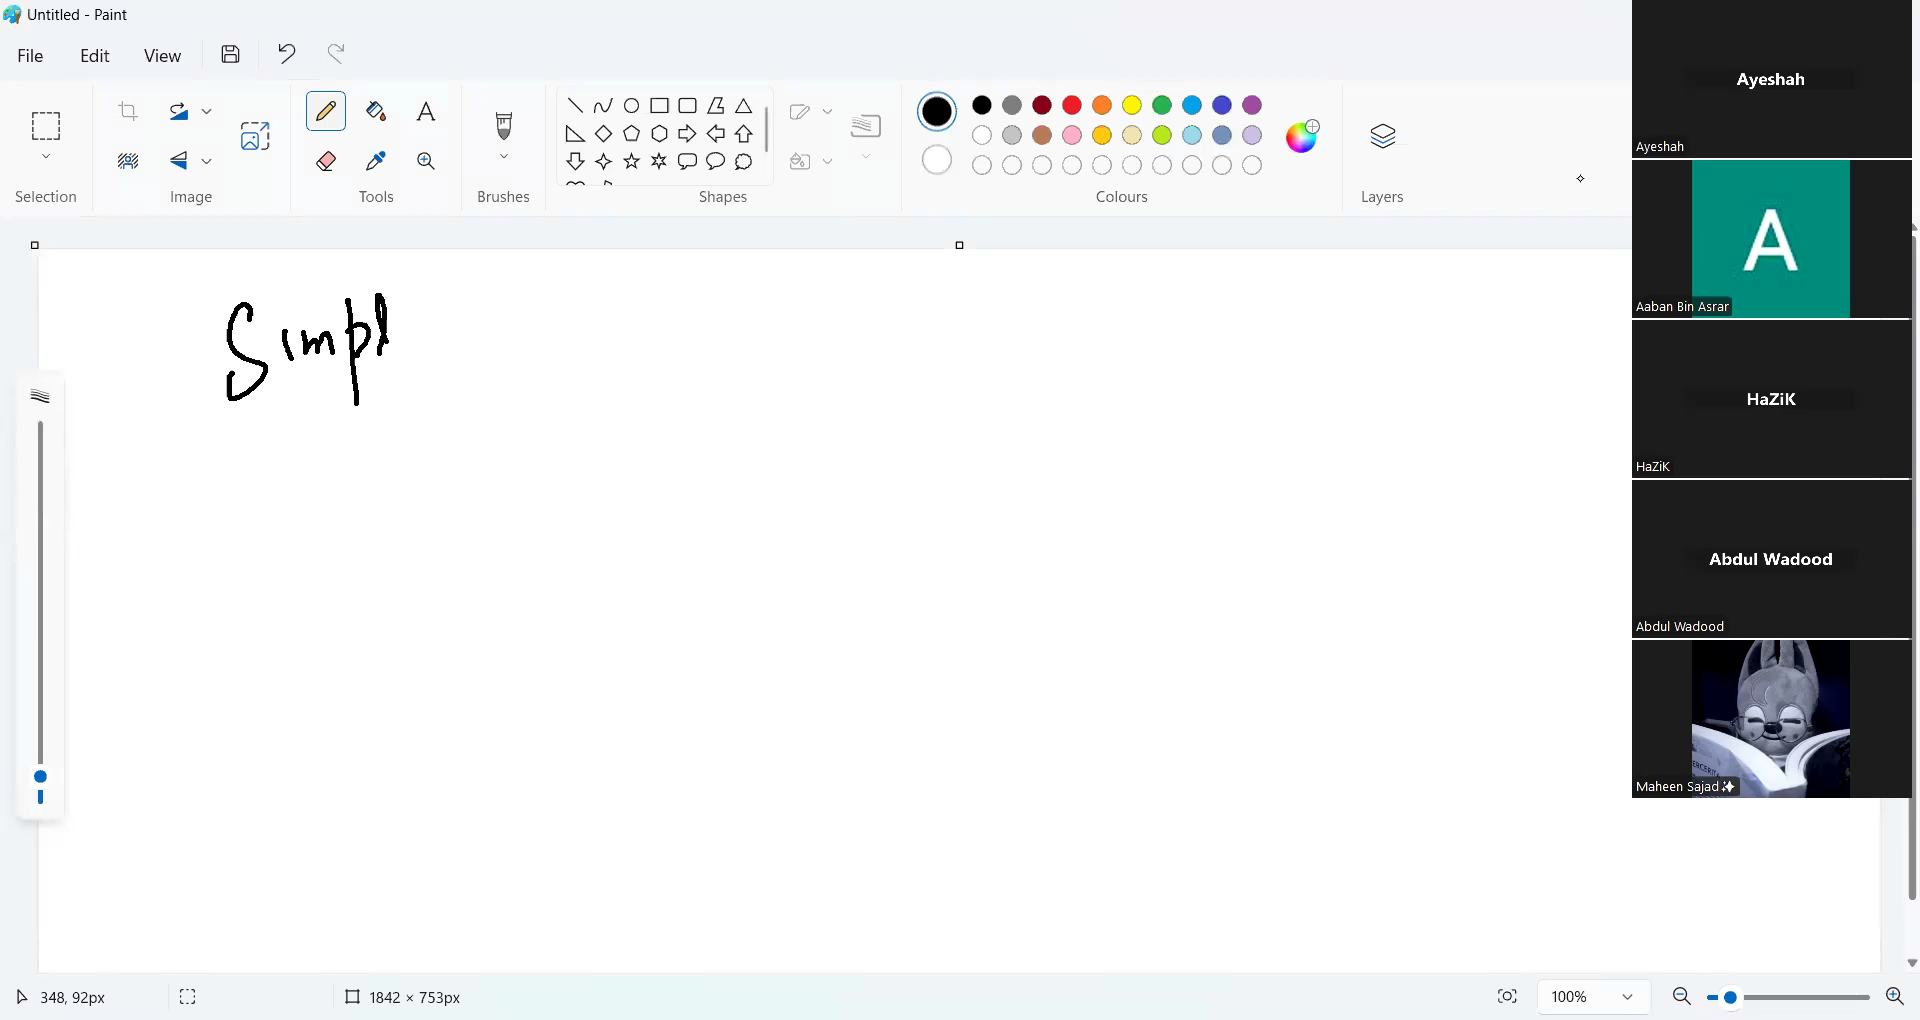 Untitled - Paint
File Edit View
Selection Image Tools Brushes Shapes Colours Layers
Simpl
Ayeshah
Ayeshah
A
Aaban Bin Asrar
HaZiK
HaZiK
Abdul Wadood
Abdul Wadood
Maheen Sajad✨
348, 92px 1842 × 753px 100%